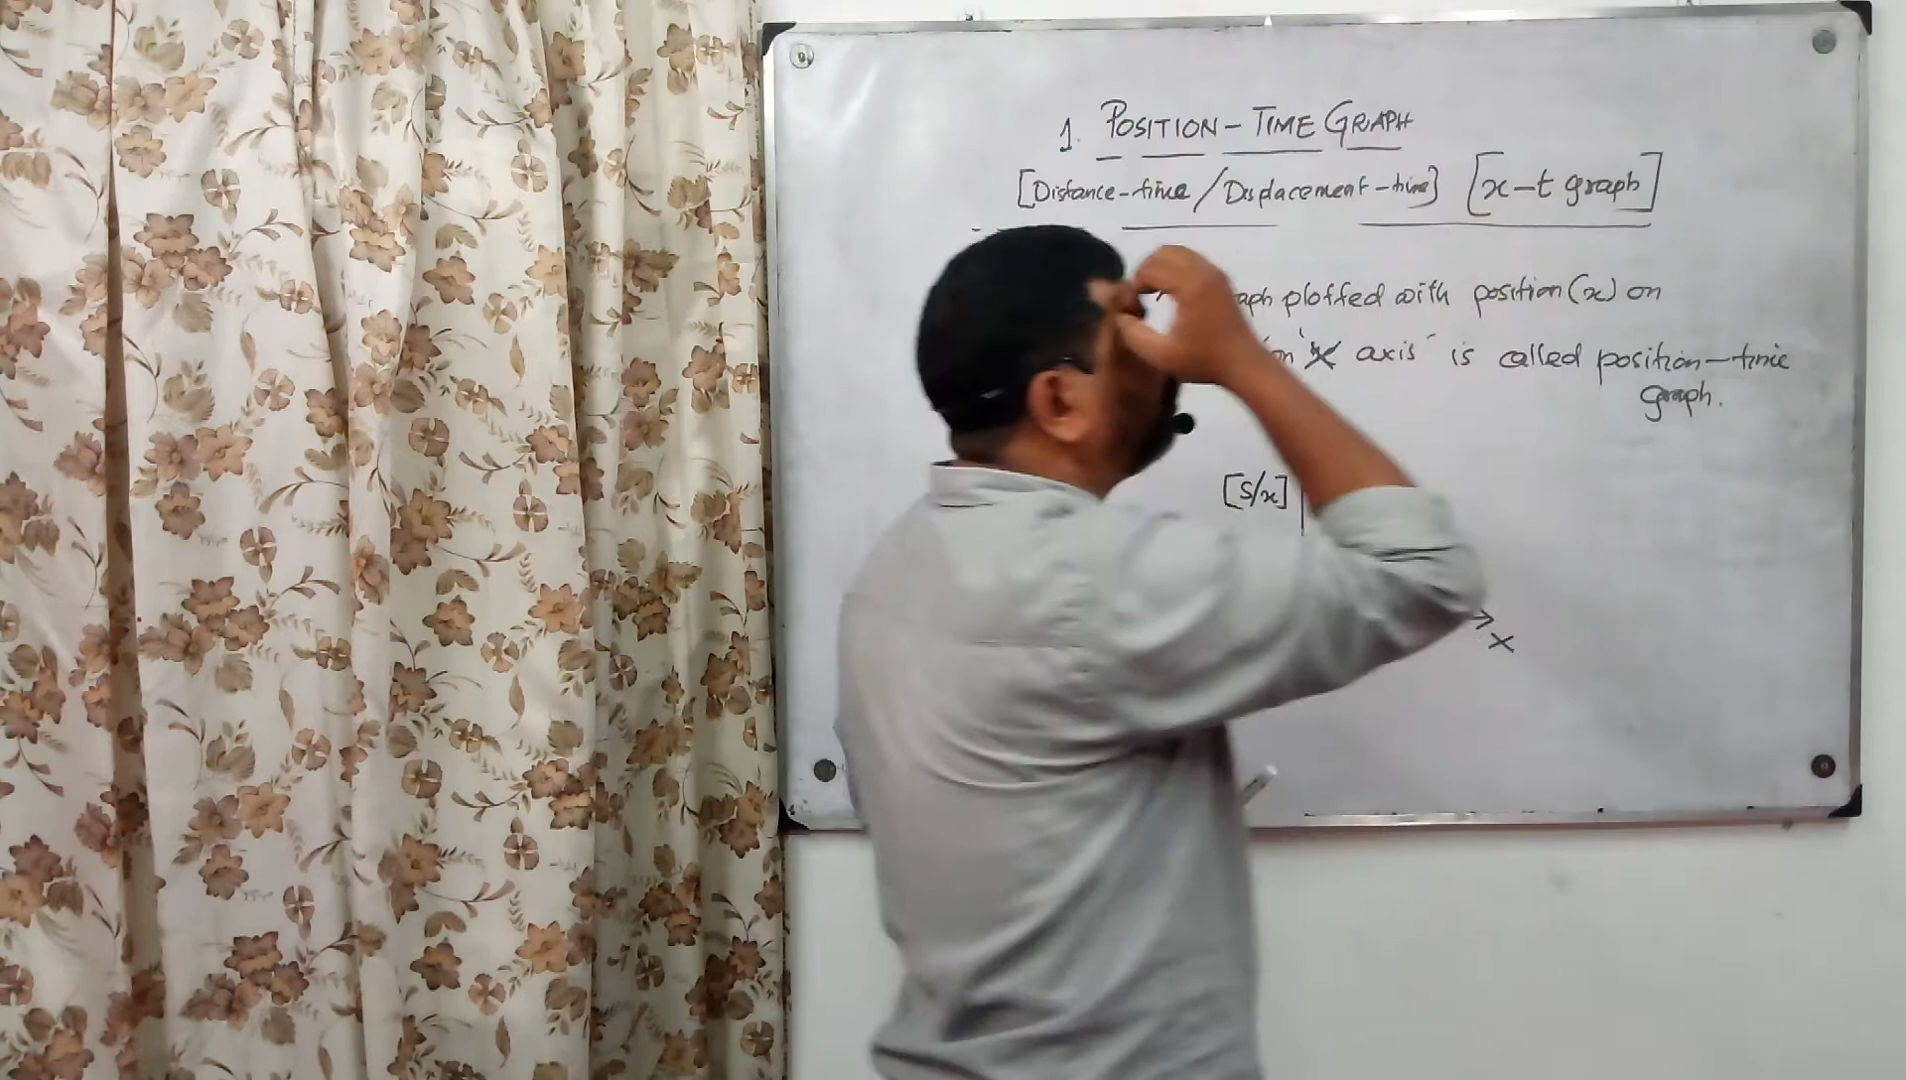 1. POSITION - TIME GRAPH
[Distance-time / Displacement-time] [x-t graph]
plotted with position (x) on
'X axis' is called position-time
graph.
[S/x]
X